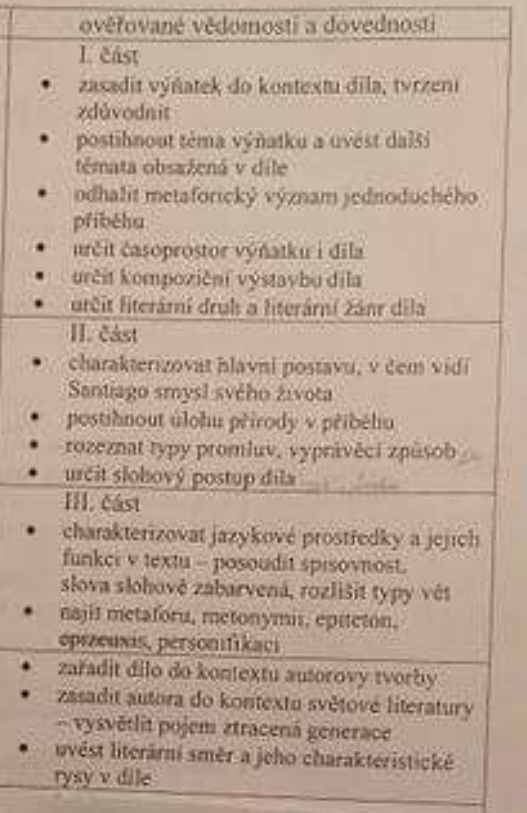 ověřované vědomosti a dovednosti
I. část
• zasadit výňatek do kontextu díla, tvrzení
zdůvodnit
• postihnout téma výňatku a uvést další
témata obsažená v díle
• odhalit metaforický význam jednoduchého
příběhu
• určit časoprostor výňatku i díla
• určit kompoziční výstavbu díla
• určit literární druh a literární žánr díla
II. část
• charakterizovat hlavní postavu, v čem vidí
Santiago smysl svého života
• postihnout úlohu přírody v příběhu
• rozeznat typy promluv, vyprávěcí způsob
• určit slohový postup díla
III. část
• charakterizovat jazykové prostředky a jejich
funkci v textu – posoudit spisovnost,
slova slohově zabarvená, rozlišit typy vět
• najít metaforu, metonymii, epiteton,
epizeuxis, personifikaci
• zařadit dílo do kontextu autorovy tvorby
• zasadit autora do kontextu světové literatury
– vysvětlit pojem ztracená generace
• uvést literární směr a jeho charakteristické
rysy v díle